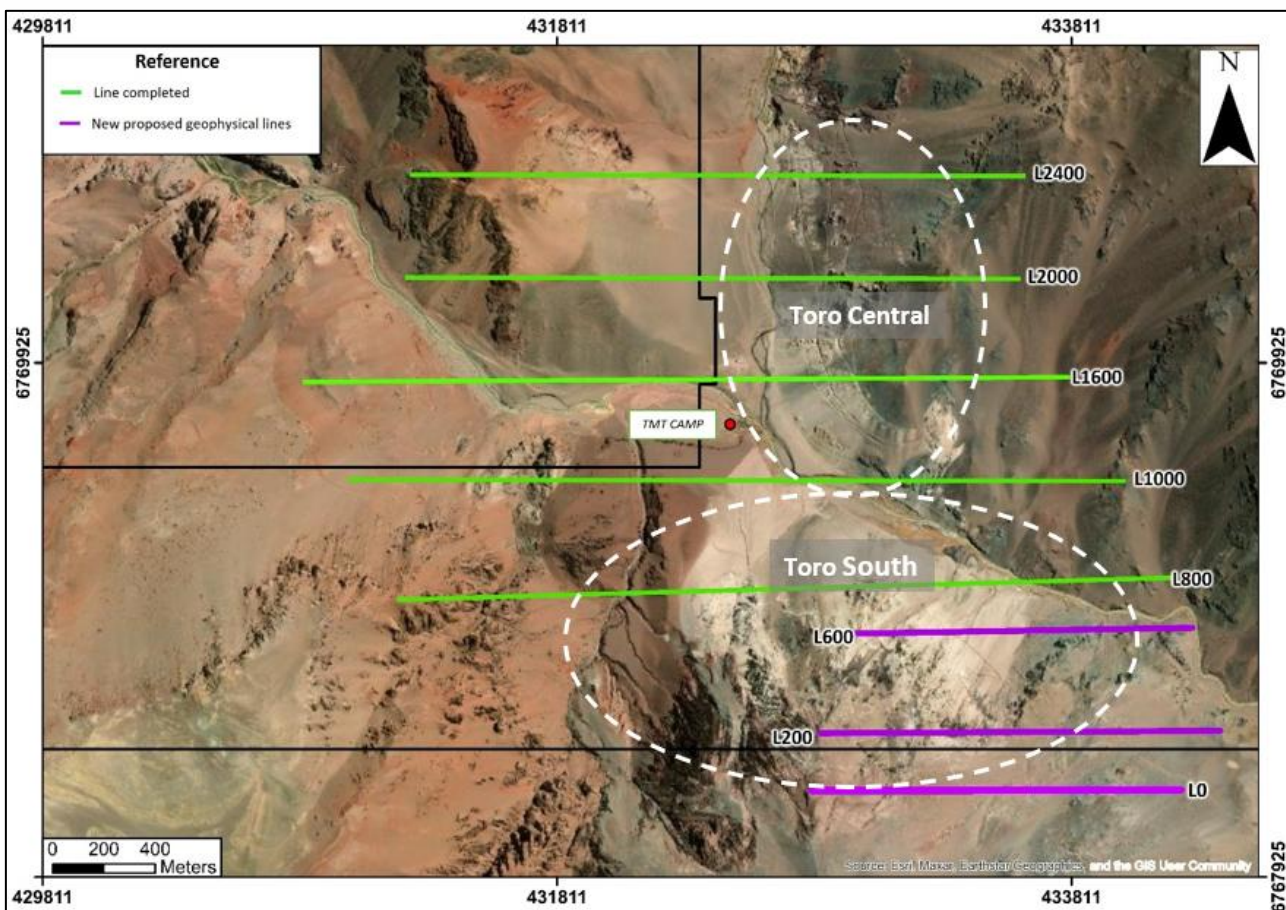 429811 431811 433811
Reference
Line completed
New proposed geophysical lines
N
L2400
L2000
Toro Central
6769925 6769925
L1600
TMT CAMP
L1000
Toro South
L800
L600
L200
L0
0 200 400
Meters
Source: Esri, Maxar, Earthstar Geographics, and the GIS User Community
6767925
429811 431811 433811